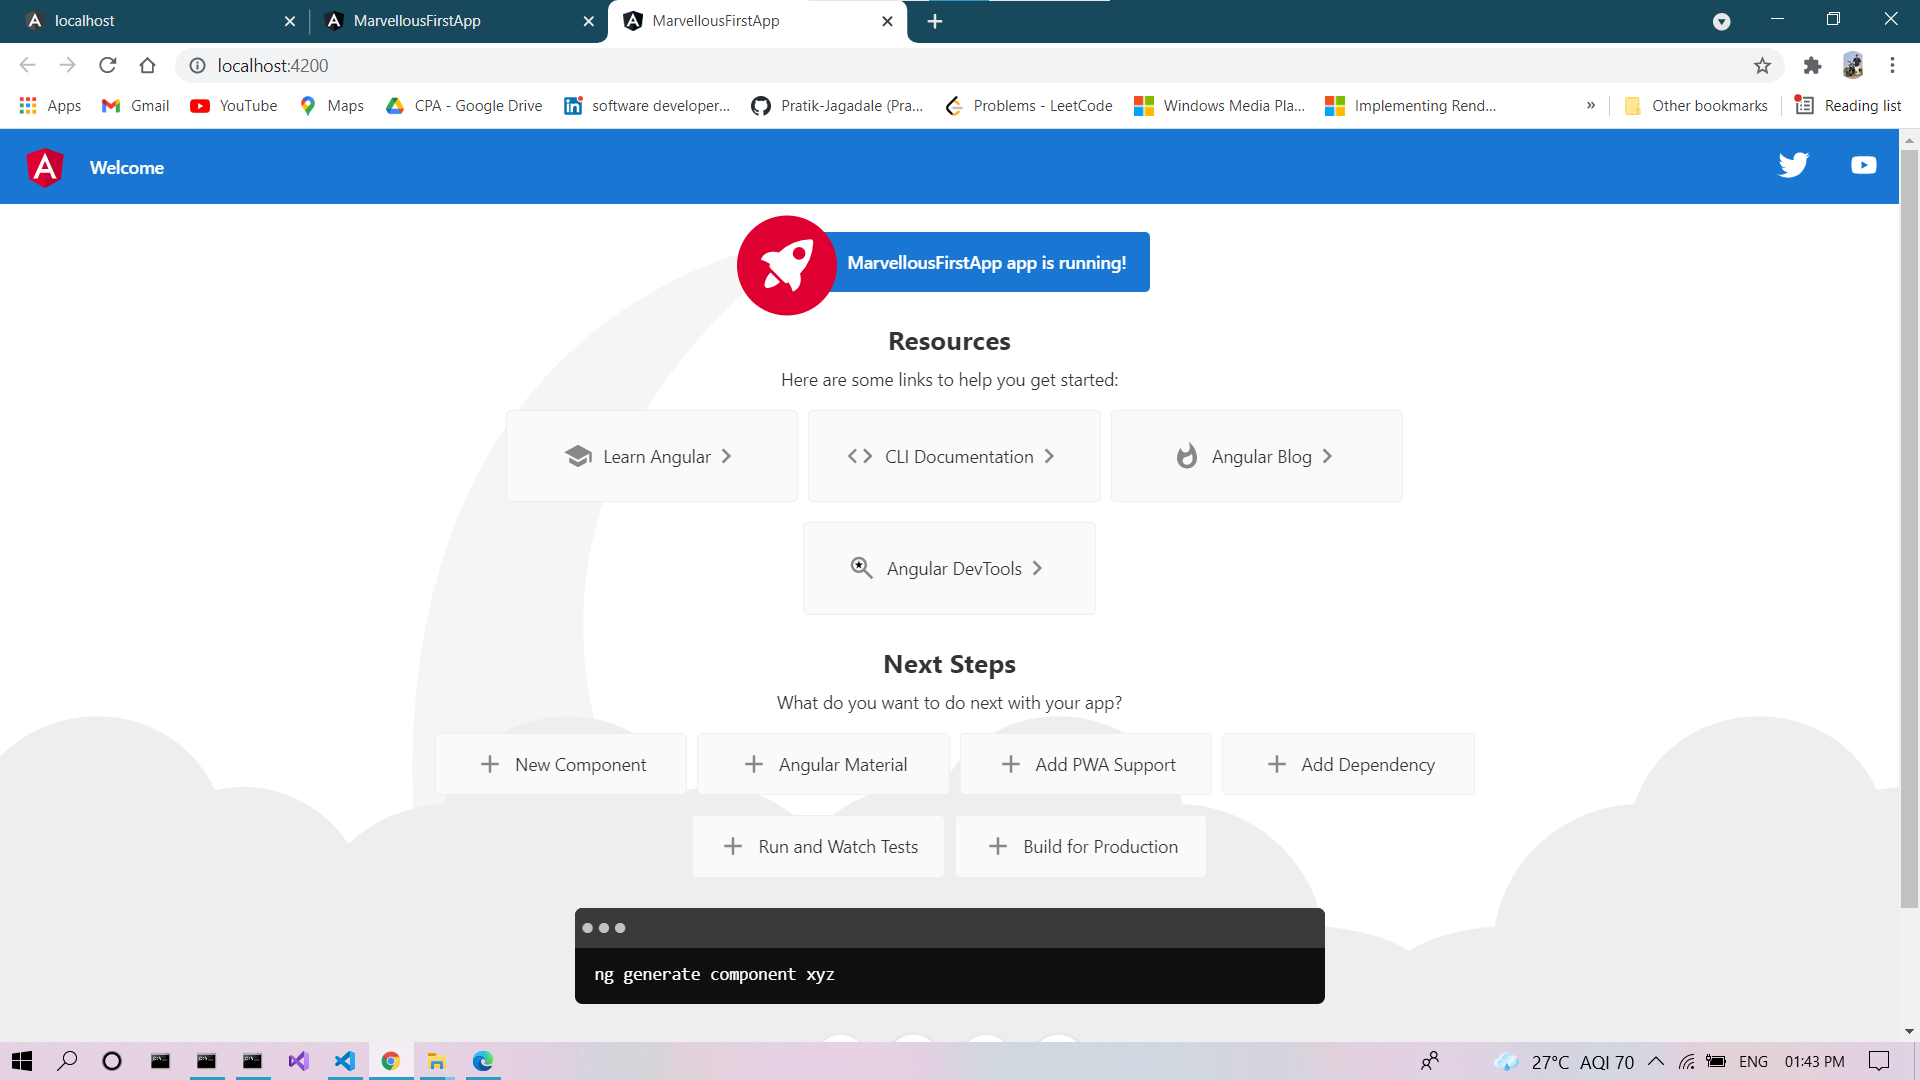 localhost
MarvellousFirstApp
MarvellousFirstApp
localhost:4200
Apps
Gmail
YouTube
Maps
CPA - Google Drive
software developer...
Pratik-Jagadale (Pra...
Problems - LeetCode
Windows Media Pla...
Implementing Rend...
»
Other bookmarks
Reading list
Welcome
MarvellousFirstApp app is running!
Resources
Here are some links to help you get started:
Learn Angular
CLI Documentation
Angular Blog
Angular DevTools
Next Steps
What do you want to do next with your app?
New Component
Angular Material
Add PWA Support
Add Dependency
Run and Watch Tests
Build for Production
ng generate component xyz
27°C AQI 70
ENG
01:43 PM